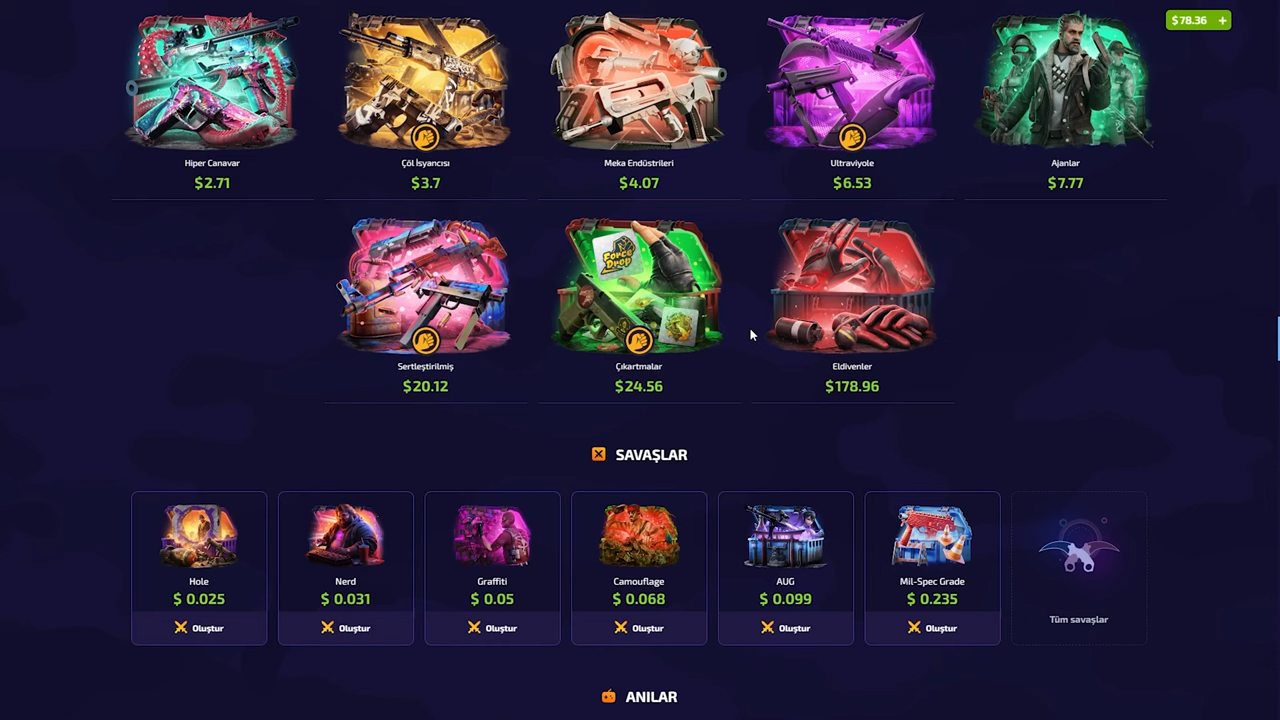 $ 78.36 +
Hiper Canavar
$2.71
Çöl İsyancısı
$3.7
Meka Endüstrileri
$4.07
Ultraviyole
$6.53
Ajanlar
$7.77
Force
Drop
Sertleştirilmiş
$20.12
Çıkartmalar
$24.56
Eldivenler
$178.96
SAVAŞLAR
Hole
$ 0.025
Oluştur
Nerd
$ 0.031
Oluştur
Graffiti
$ 0.05
Oluştur
Camouflage
$ 0.068
Oluştur
AUG
$ 0.099
Oluştur
Mil-Spec Grade
$ 0.235
Oluştur
Tüm savaşlar
ANILAR